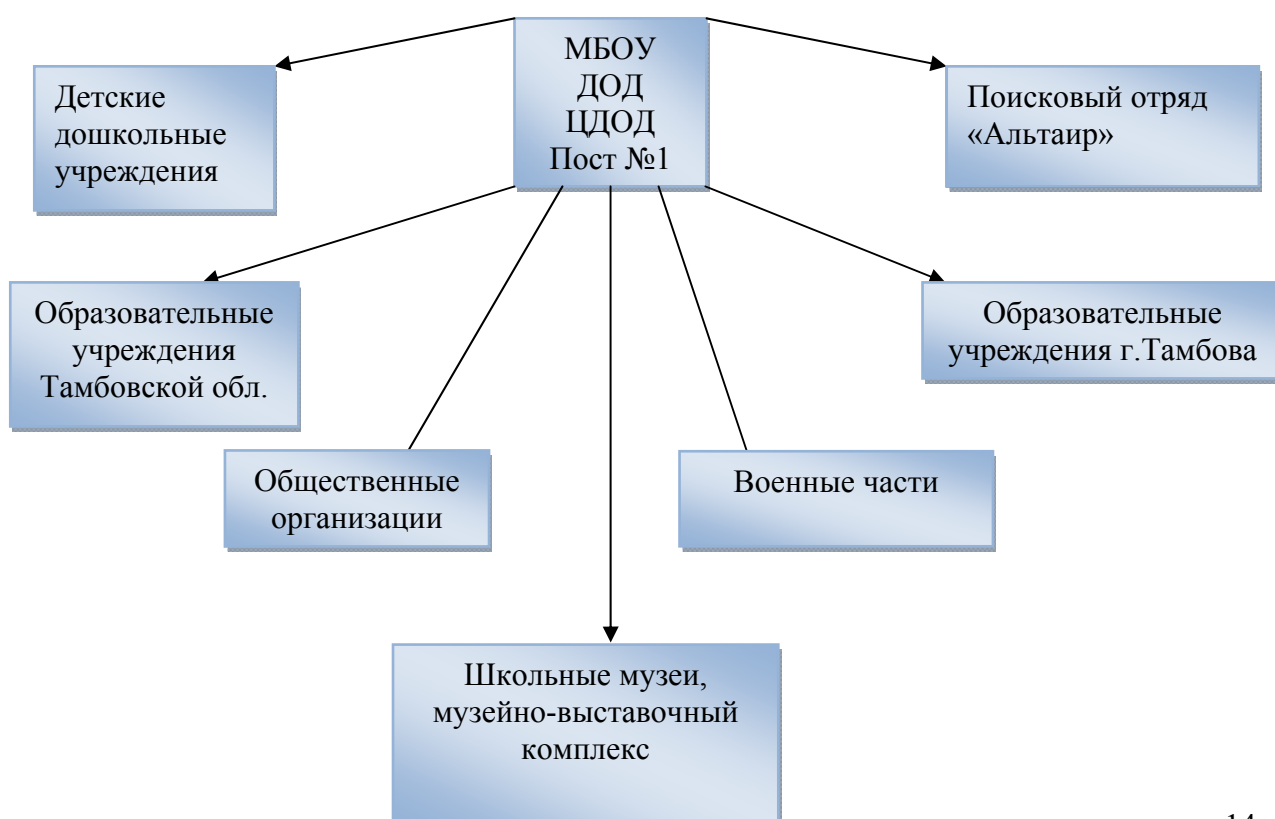 МБОУ
ДОД
ЦДОД
Пост №1
Детские
дошкольные
учреждения
Поисковый отряд
«Альтаир»
Образовательные
учреждения
Тамбовской обл.
Образовательные
учреждения г.Тамбова
Общественные
организации
Военные части
Школьные музеи,
музейно-выставочный
комплекс